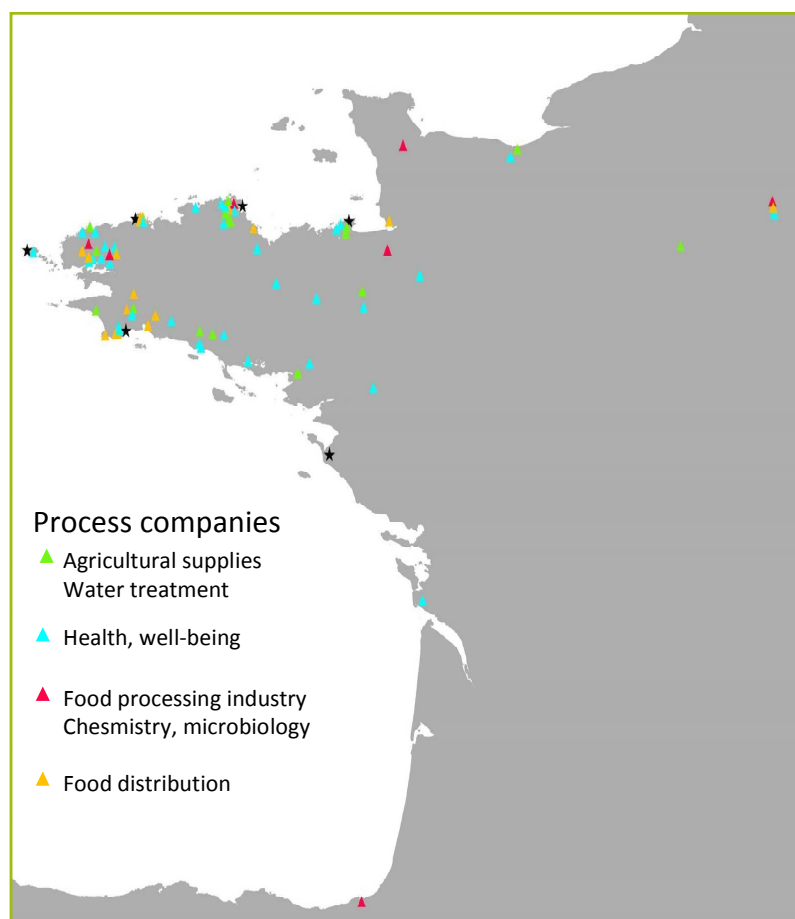 Process companies
Agricultural supplies
Water treatment
Health, well-being
Food processing industry
Chesmistry, microbiology
Food distribution